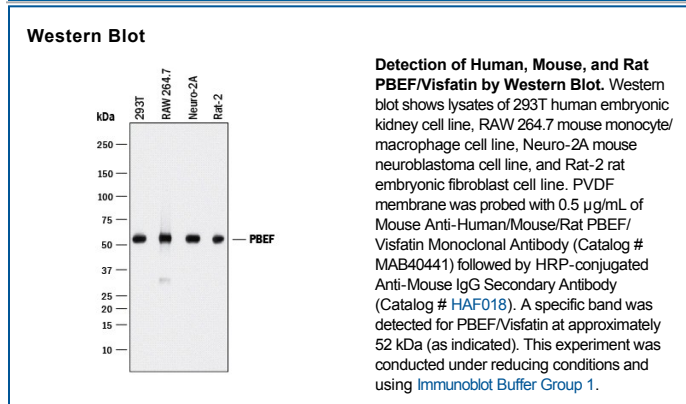 Western Blot
kDa
293T
RAW 264.7
Neuro-2A
Rat-2
250
150
100
75
50
37
25
20
15
10
PBEF
Detection of Human, Mouse, and Rat
PBEF/Visfatin by Western Blot. Western
blot shows lysates of 293T human embryonic
kidney cell line, RAW 264.7 mouse monocyte/
macrophage cell line, Neuro-2A mouse
neuroblastoma cell line, and Rat-2 rat
embryonic fibroblast cell line. PVDF
membrane was probed with 0.5 µg/mL of
Mouse Anti-Human/Mouse/Rat PBEF/
Visfatin Monoclonal Antibody (Catalog #
MAB40441) followed by HRP-conjugated
Anti-Mouse IgG Secondary Antibody
(Catalog # HAF018). A specific band was
detected for PBEF/Visfatin at approximately
52 kDa (as indicated). This experiment was
conducted under reducing conditions and
using Immunoblot Buffer Group 1.